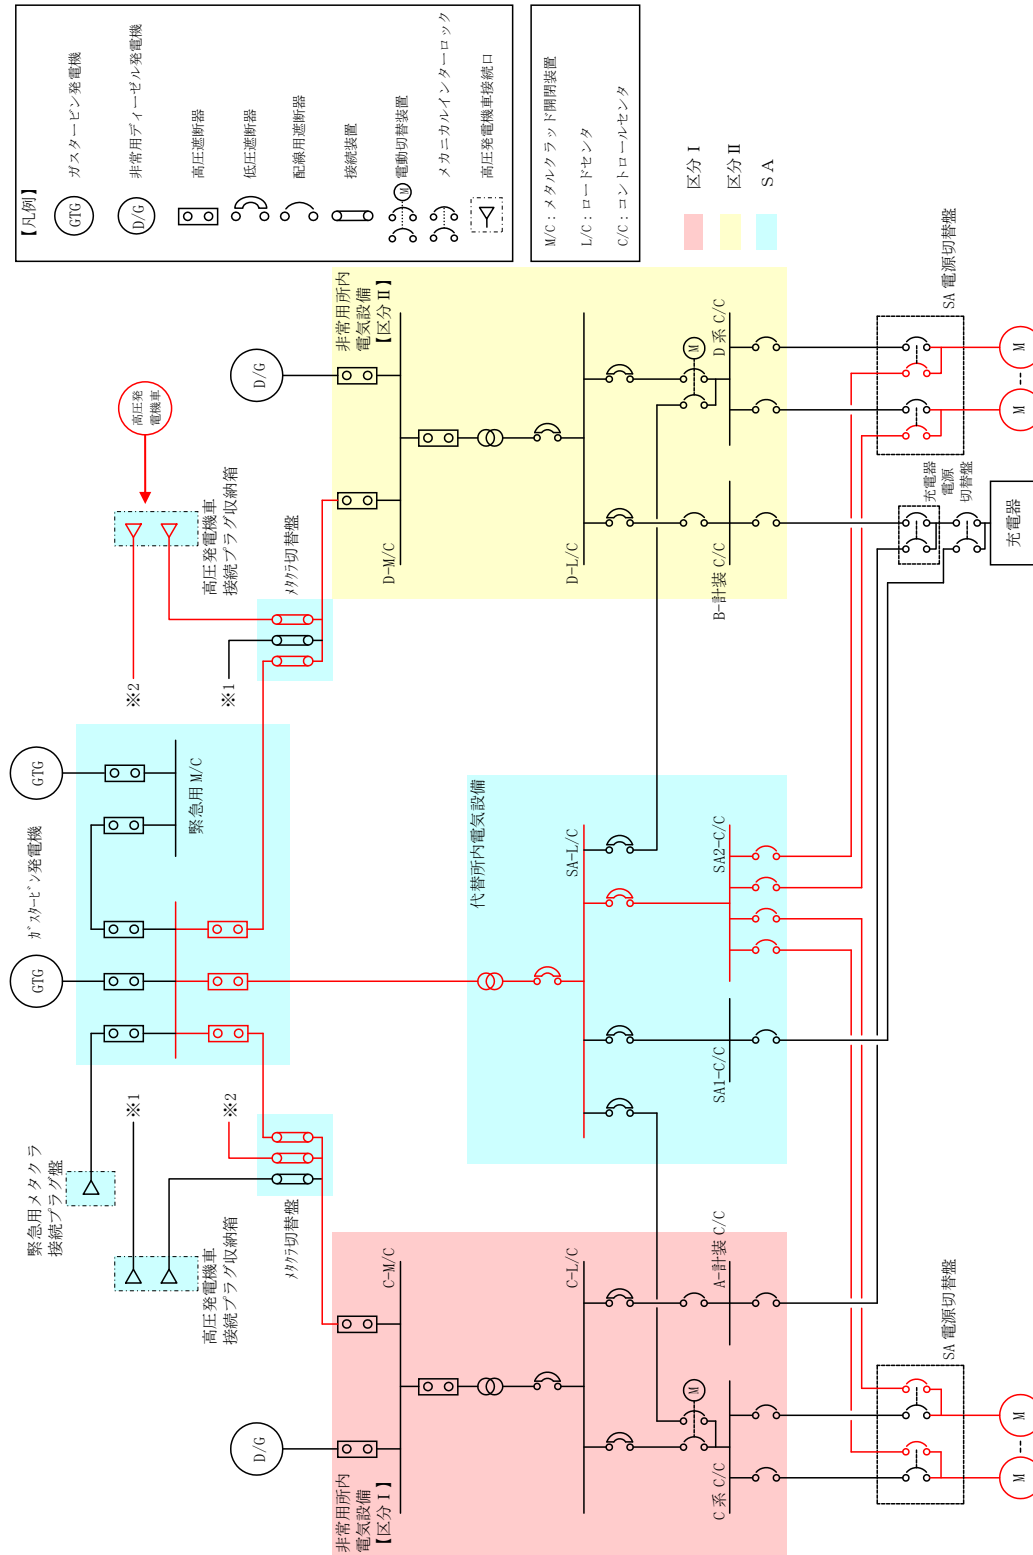 【凡例】
GTG
ガスタービン発電機
D/G
非常用ディーゼル発電機
高圧遮断器
低圧遮断器
配線用遮断器
接続装置
M
電動切替装置
メカニカルインターロック
高圧発電機車接続口
M/C：メタルクラッド開閉装置
L/C：ロードセンタ
C/C：コントロールセンタ
区分Ⅰ
区分Ⅱ
SA
緊急用メタクラ
接続プラグ盤
GTG
ガスタービン発電機
GTG
高圧発
電機車
緊急用M/C
※1
※2
高圧発電機車
接続プラグ収納箱
高圧発電機車
接続プラグ収納箱
※2
※1
メタクラ切替盤
メタクラ切替盤
D/G
D/G
非常用所内
電気設備
【区分Ⅰ】
C-M/C
C-L/C
M
C系C/C
A-計装C/C
代替所内電気設備
SA-L/C
SA1-C/C
SA2-C/C
非常用所内
電気設備
【区分Ⅱ】
D-M/C
D-L/C
M
B-計装C/C
D系C/C
SA電源切替盤
M
M
充電器
電源
切替盤
充電器
SA電源切替盤
M
M